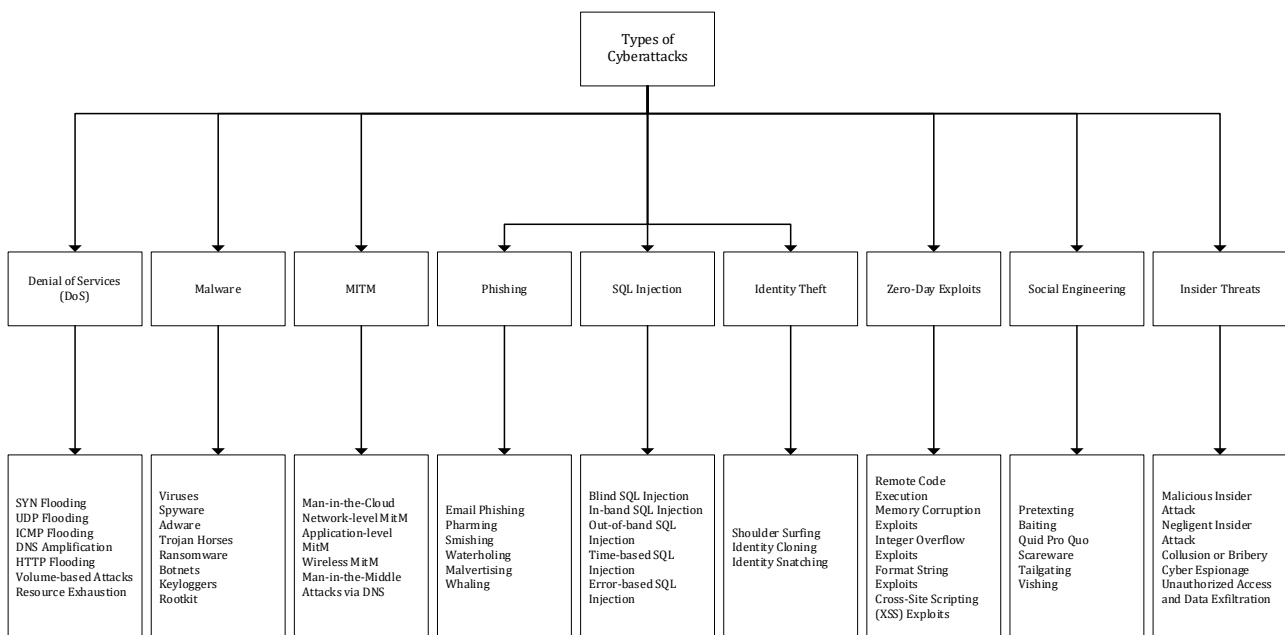 Types of
Cyberattacks
Denial of Services
(DoS)
Malware
MITM
Phishing
SQL Injection
Identity Theft
Zero-Day Exploits
Social Engineering
Insider Threats
SYN Flooding
UDP Flooding
ICMP Flooding
DNS Amplification
HTTP Flooding
Volume-based Attacks
Resource Exhaustion
Viruses
Spyware
Adware
Trojan Horses
Ransomware
Botnets
Keyloggers
Rootkit
Man-in-the-Cloud
Network-level MitM
Application-level
MitM
Wireless MitM
Man-in-the-Middle
Attacks via DNS
Email Phishing
Pharming
Smishing
Waterholing
Malvertising
Whaling
Blind SQL Injection
In-band SQL Injection
Out-of-band SQL
Injection
Time-based SQL
Injection
Error-based SQL
Injection
Shoulder Surfing
Identity Cloning
Identity Snatching
Remote Code
Execution
Memory Corruption
Exploits
Integer Overflow
Exploits
Format String
Exploits
Cross-Site Scripting
(XSS) Exploits
Pretexting
Baiting
Quid Pro Quo
Scareware
Tailgating
Vishing
Malicious Insider
Attack
Negligent Insider
Attack
Collusion or Bribery
Cyber Espionage
Unauthorized Access
and Data Exfiltration